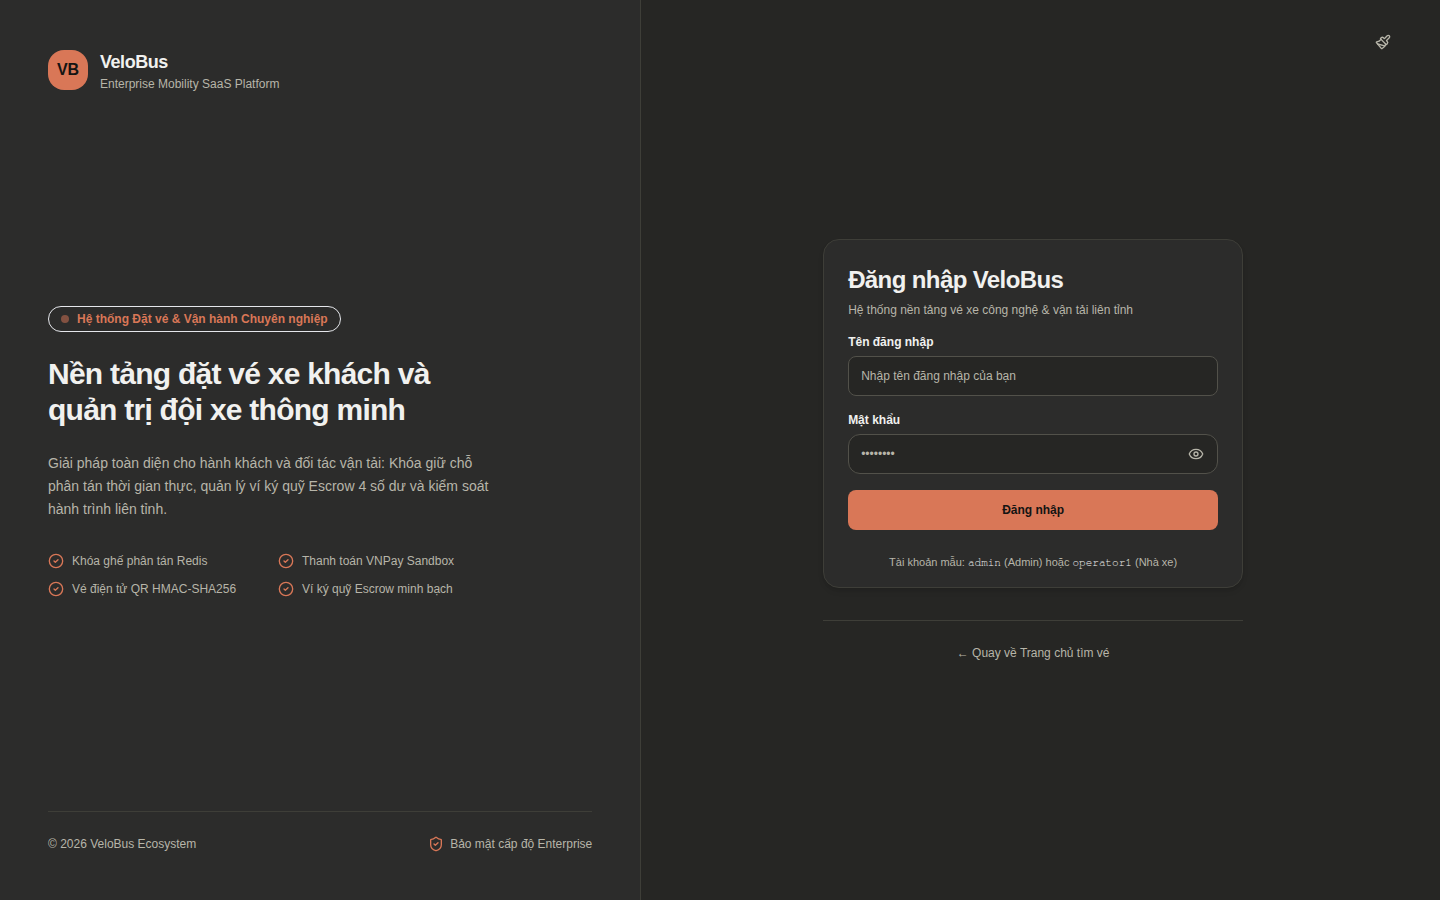 VB
VeloBus
Enterprise Mobility SaaS Platform
Hệ thống Đặt vé & Vận hành Chuyên nghiệp
Nền tảng đặt vé xe khách và
quản trị đội xe thông minh
Giải pháp toàn diện cho hành khách và đối tác vận tải: Khóa giữ chỗ
phân tán thời gian thực, quản lý ví ký quỹ Escrow 4 số dư và kiểm soát
hành trình liên tỉnh.
Khóa ghế phân tán Redis
Thanh toán VNPay Sandbox
Vé điện tử QR HMAC-SHA256
Ví ký quỹ Escrow minh bạch
© 2026 VeloBus Ecosystem
Bảo mật cấp độ Enterprise
Đăng nhập VeloBus
Hệ thống nền tảng vé xe công nghệ & vận tải liên tỉnh
Tên đăng nhập
Nhập tên đăng nhập của bạn
Mật khẩu
••••••••
Đăng nhập
Tài khoản mẫu: admin (Admin) hoặc operator1 (Nhà xe)
← Quay về Trang chủ tìm vé